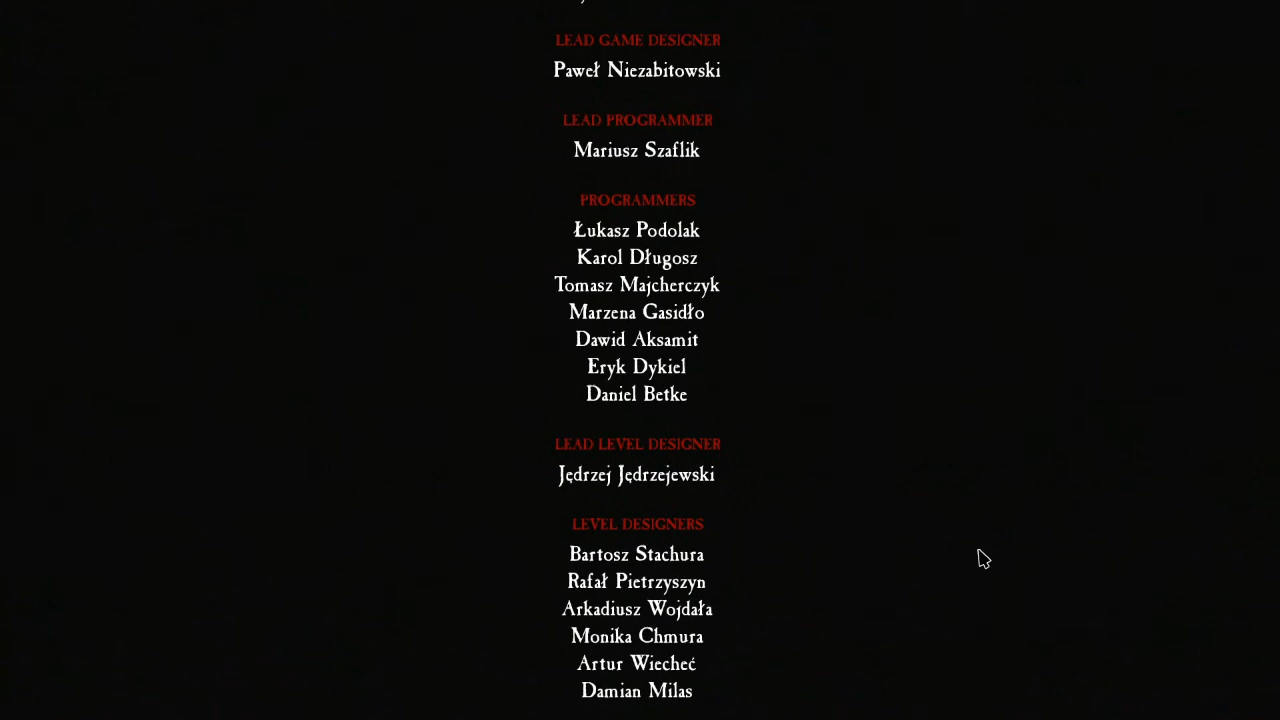 LEAD GAME DESIGNER
Paweł Niezabitowski
LEAD PROGRAMMER
Mariusz Szaflik
PROGRAMMERS
Łukasz Podolak
Karol Długosz
Tomasz Majcherczyk
Marzena Gasidło
Dawid Aksamit
Eryk Dykiel
Daniel Betke
LEAD LEVEL DESIGNER
Jędrzej Jędrzejewski
LEVEL DESIGNERS
Bartosz Stachura
Rafał Pietrzyszyn
Arkadiusz Wojdała
Monika Chmura
Artur Wiecheć
Damian Milas